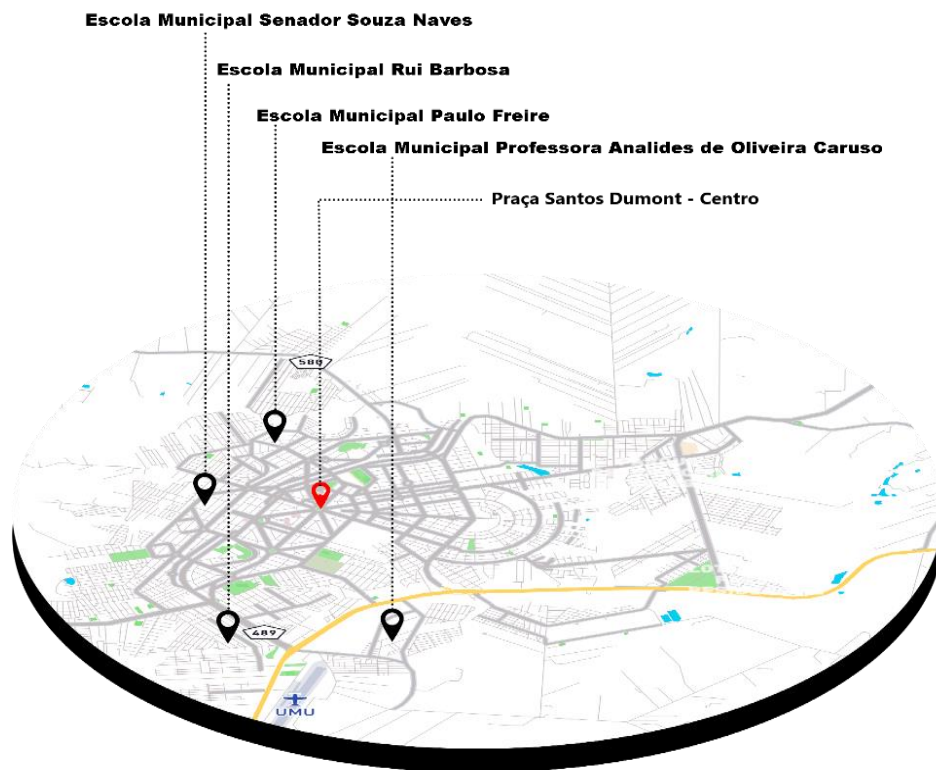 Escola Municipal Senador Souza Naves
Escola Municipal Rui Barbosa
Escola Municipal Paulo Freire
Escola Municipal Professora Analides de Oliveira Caruso
Praça Santos Dumont - Centro
580
489
UMU